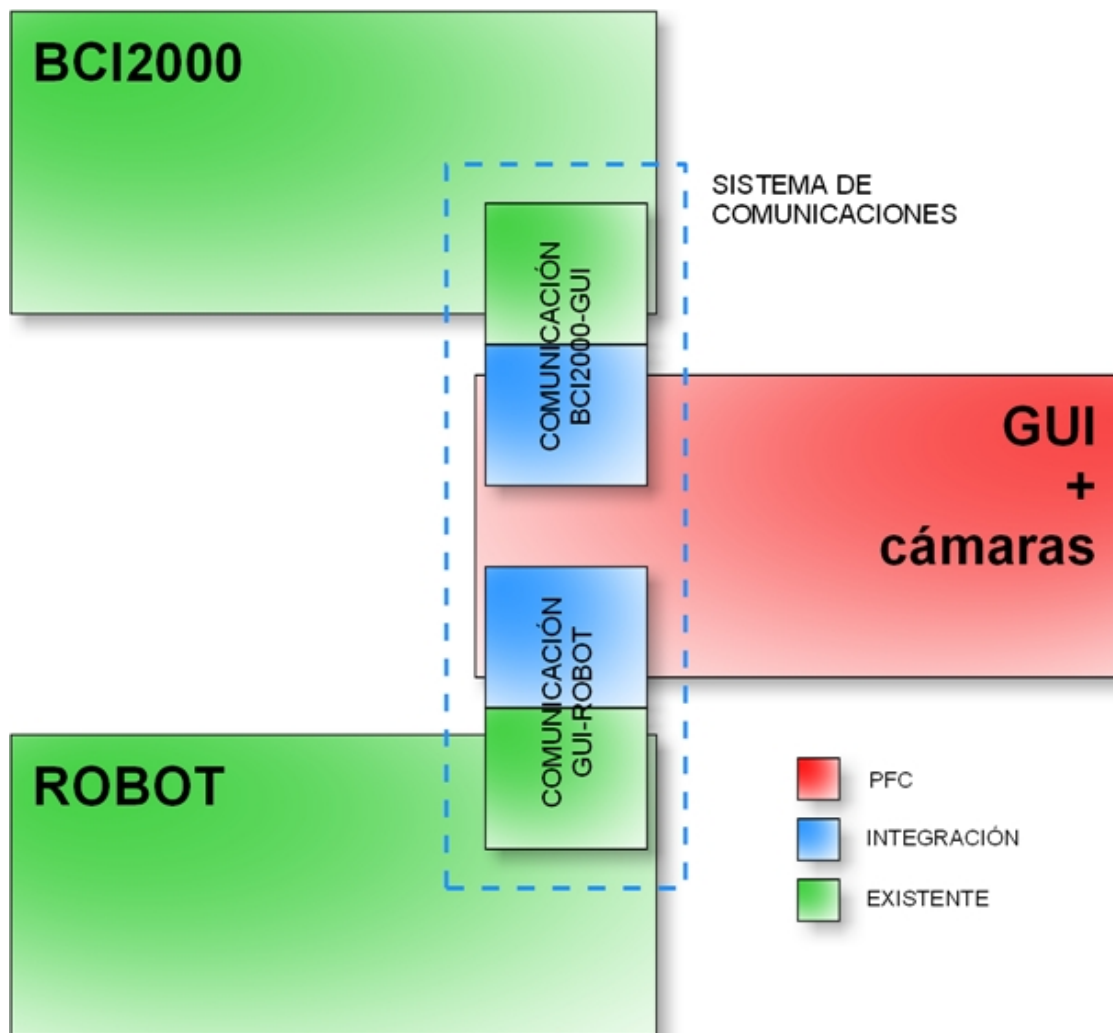 BCI2000
SISTEMA DE
COMUNICACIONES
COMUNICACIÓN
BCI2000-GUI
GUI
+
cámaras
COMUNICACIÓN
GUI-ROBOT
ROBOT
PFC
INTEGRACIÓN
EXISTENTE